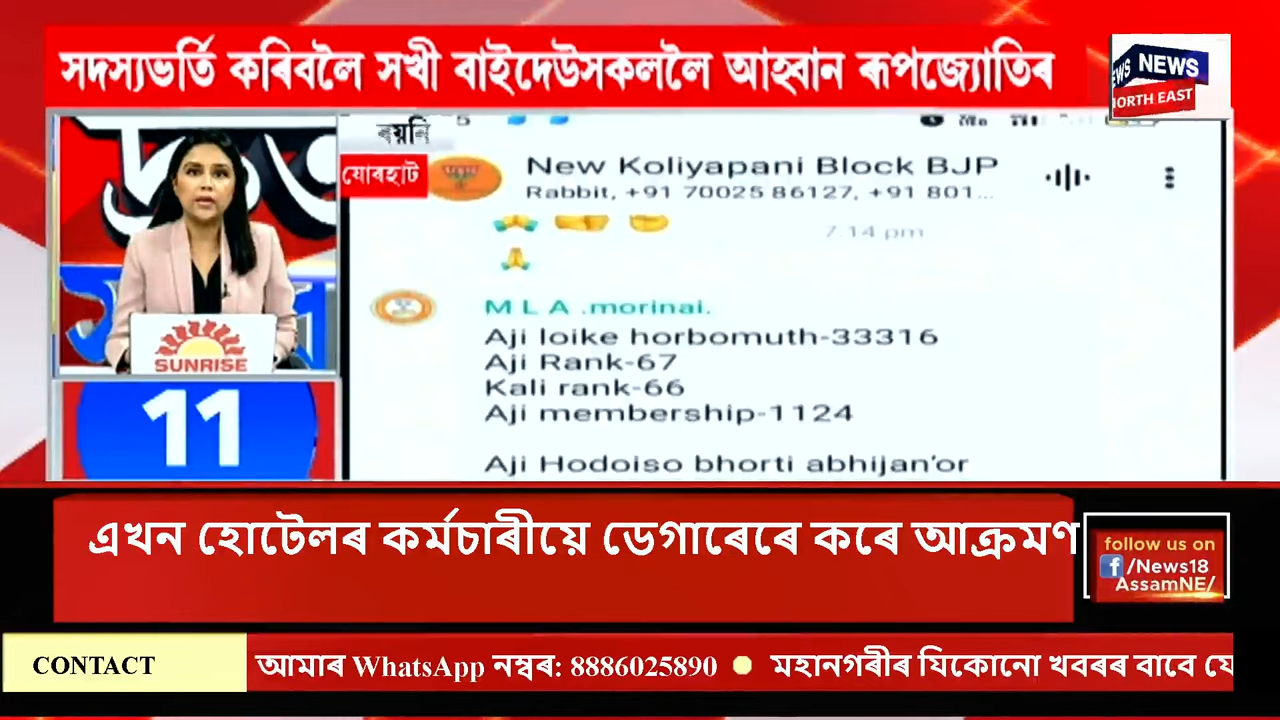 সদস্যভৰ্তি কৰিবলৈ সখী বাইদেউসকললৈ আহ্বান ৰূপজ্যোতিৰ
NEWS
NORTH EAST
যোৰহাট
New Koliyapani Block BJP
Rabbit, +91 70025 86127, +91 801...
7.14 pm
M L A .morinai.
Aji loike horbomuth-33316
Aji Rank-67
Kali rank-66
Aji membership-1124
Aji Hodoiso bhorti abhijan’or
SUNRISE
11
এখন হোটেলৰ কৰ্মচাৰীয়ে ডেগাৰেৰে কৰে আক্ৰমণ
follow us on
/News18
AssamNE/
CONTACT
আমাৰ WhatsApp নম্বৰ: 8886025890 ● মহানগৰীৰ যিকোনো খবৰৰ বাবে যো